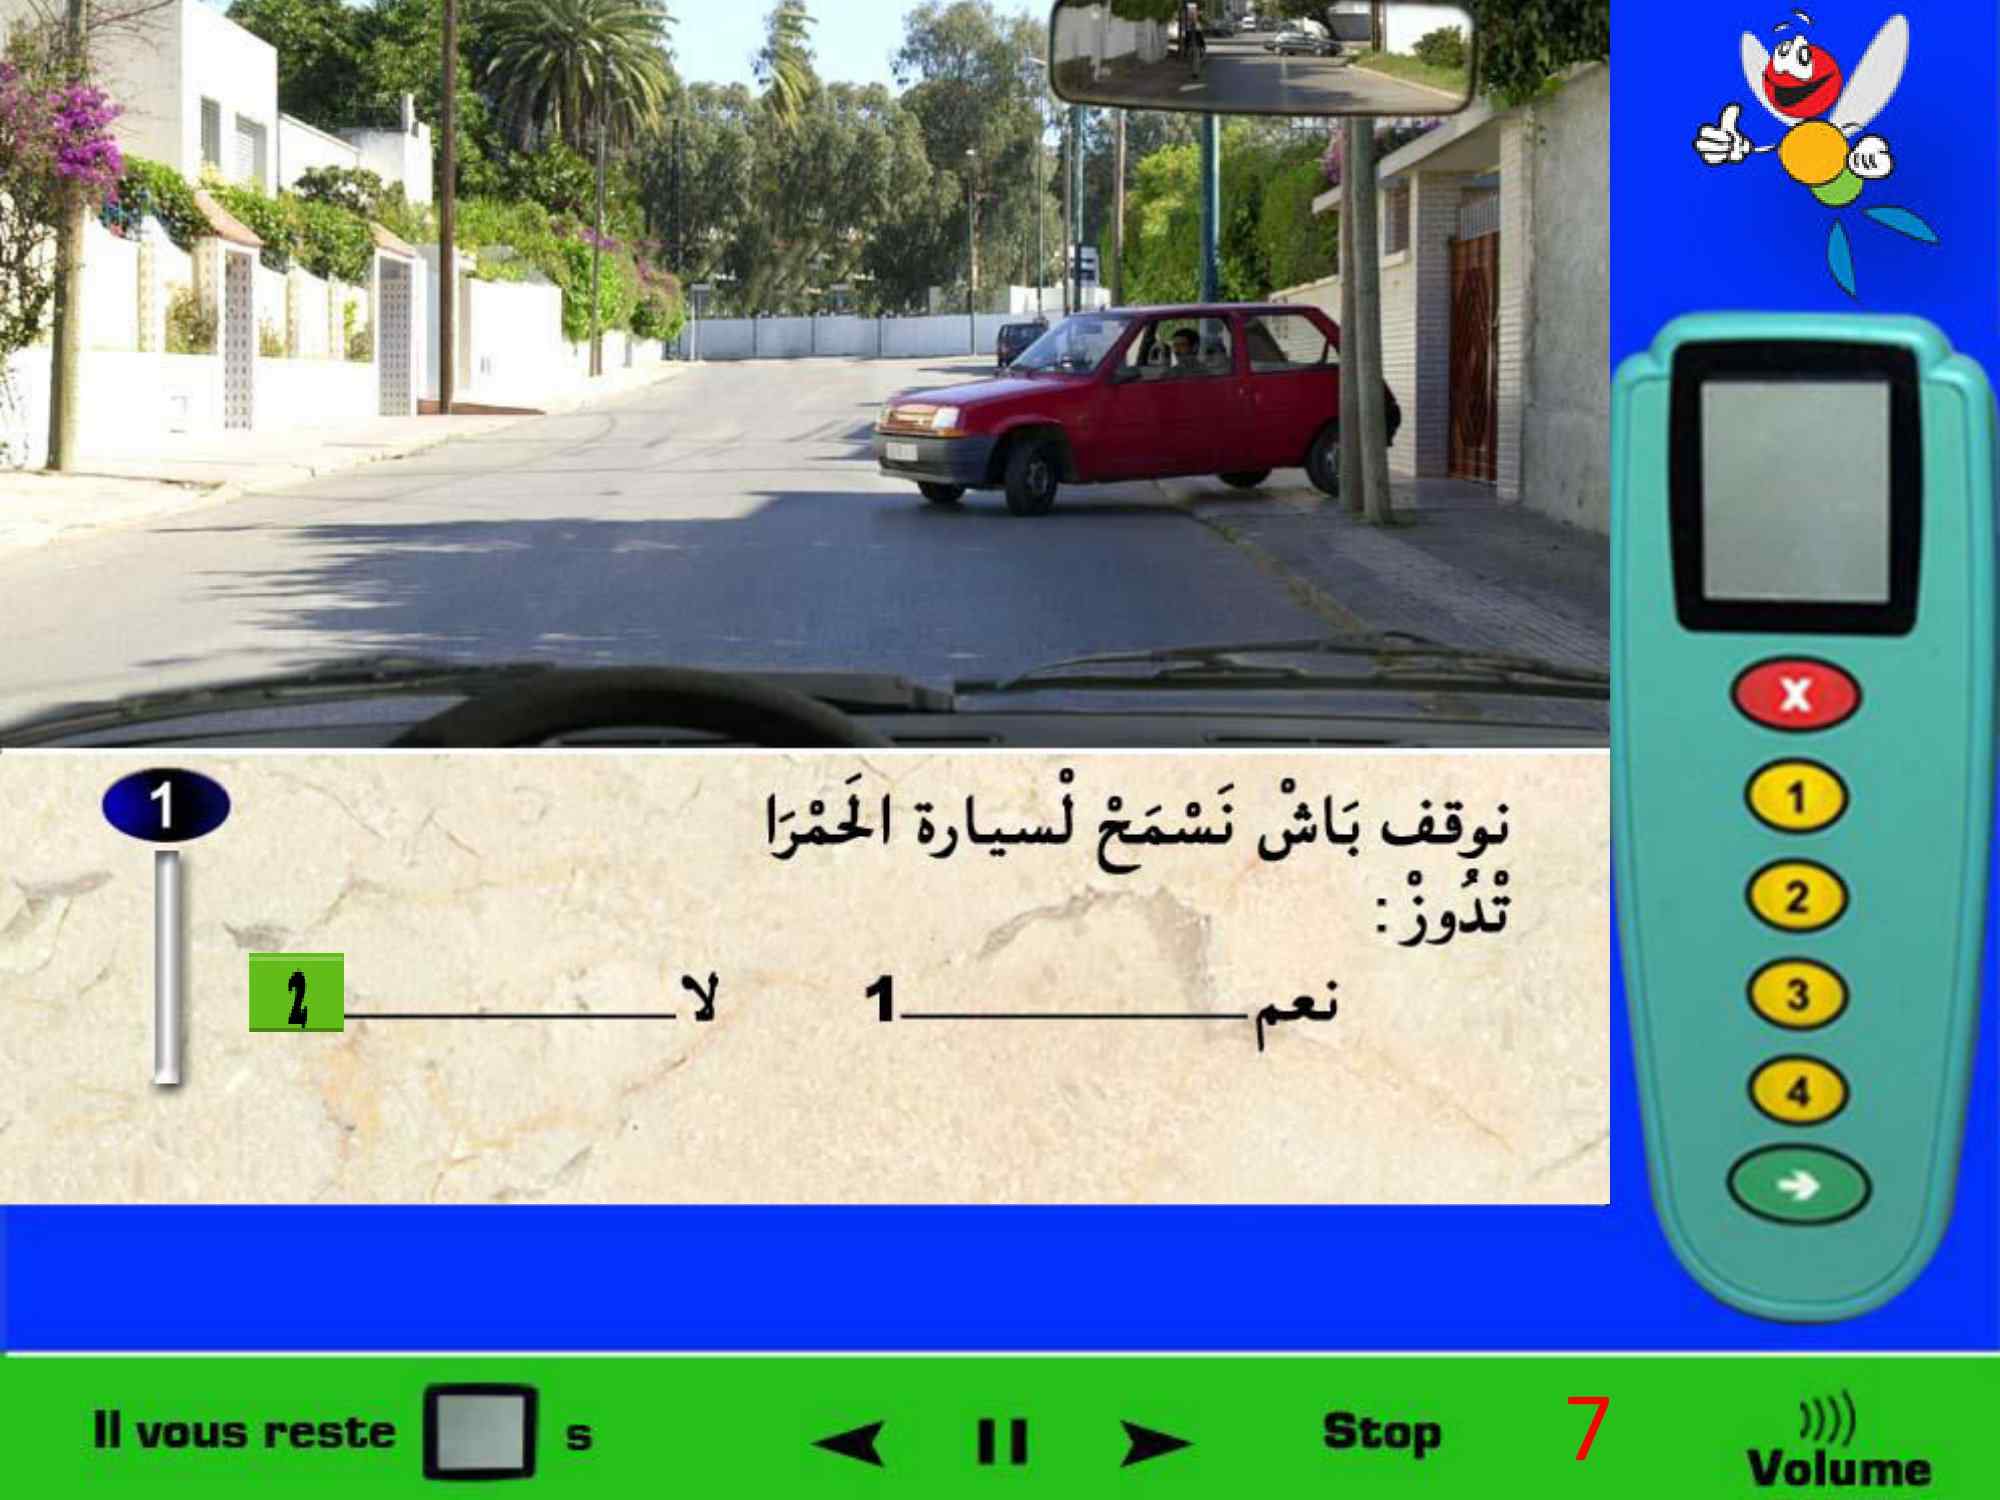 1
نوقف بَاشْ نَسْمَحْ لْسيارة الَحَمْرَا
تْدُوزْ :
نعم 1
لا 2
X
1
2
3
4
Il vous reste s
Stop
7
Volume